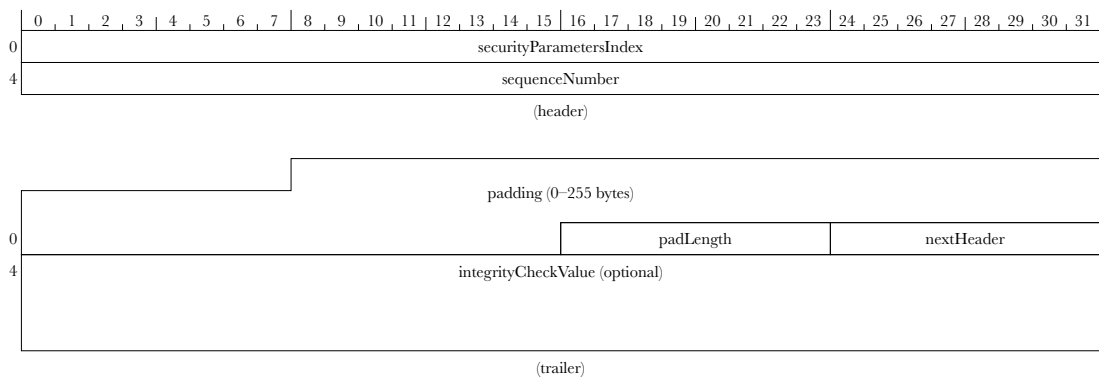 0 1 2 3 4 5 6 7 8 9 10 11 12 13 14 15 16 17 18 19 20 21 22 23 24 25 26 27 28 29 30 31
0 securityParametersIndex
4 sequenceNumber
(header)
padding (0–255 bytes)
0 padLength nextHeader
4 integrityCheckValue (optional)
(trailer)